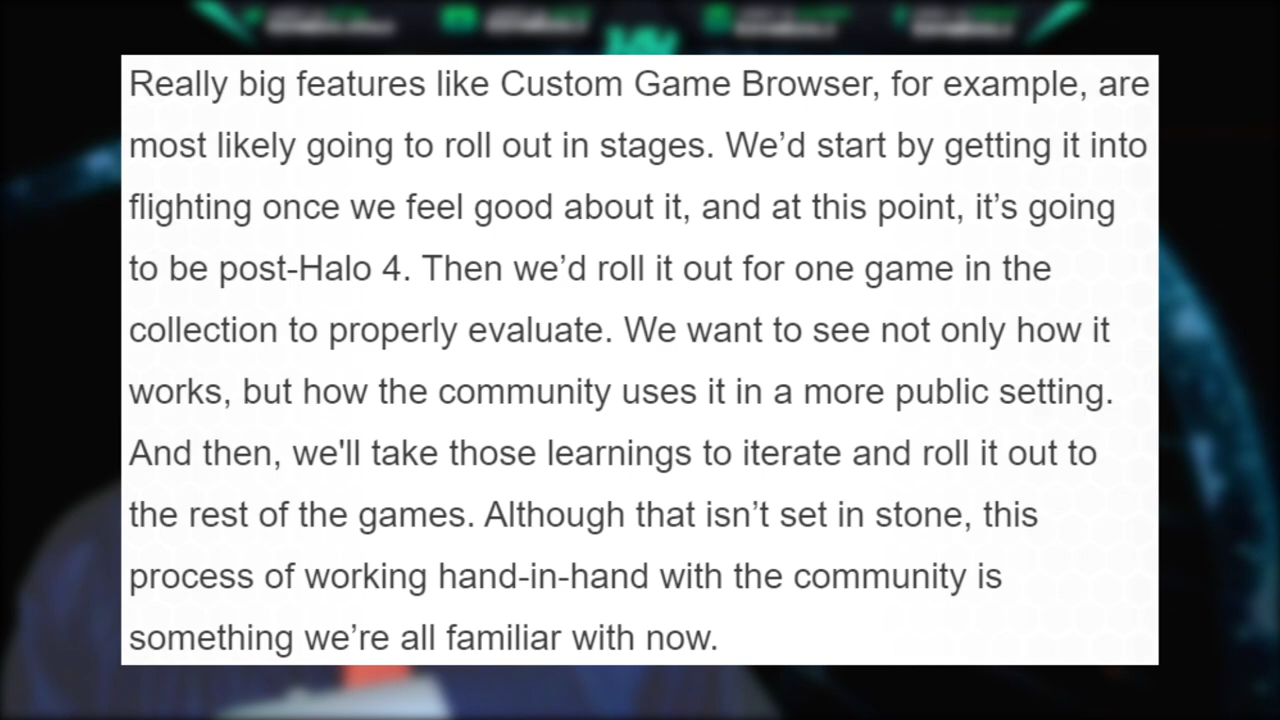 Really big features like Custom Game Browser, for example, are
most likely going to roll out in stages. We’d start by getting it into
flighting once we feel good about it, and at this point, it’s going
to be post-Halo 4. Then we’d roll it out for one game in the
collection to properly evaluate. We want to see not only how it
works, but how the community uses it in a more public setting.
And then, we'll take those learnings to iterate and roll it out to
the rest of the games. Although that isn’t set in stone, this
process of working hand-in-hand with the community is
something we’re all familiar with now.